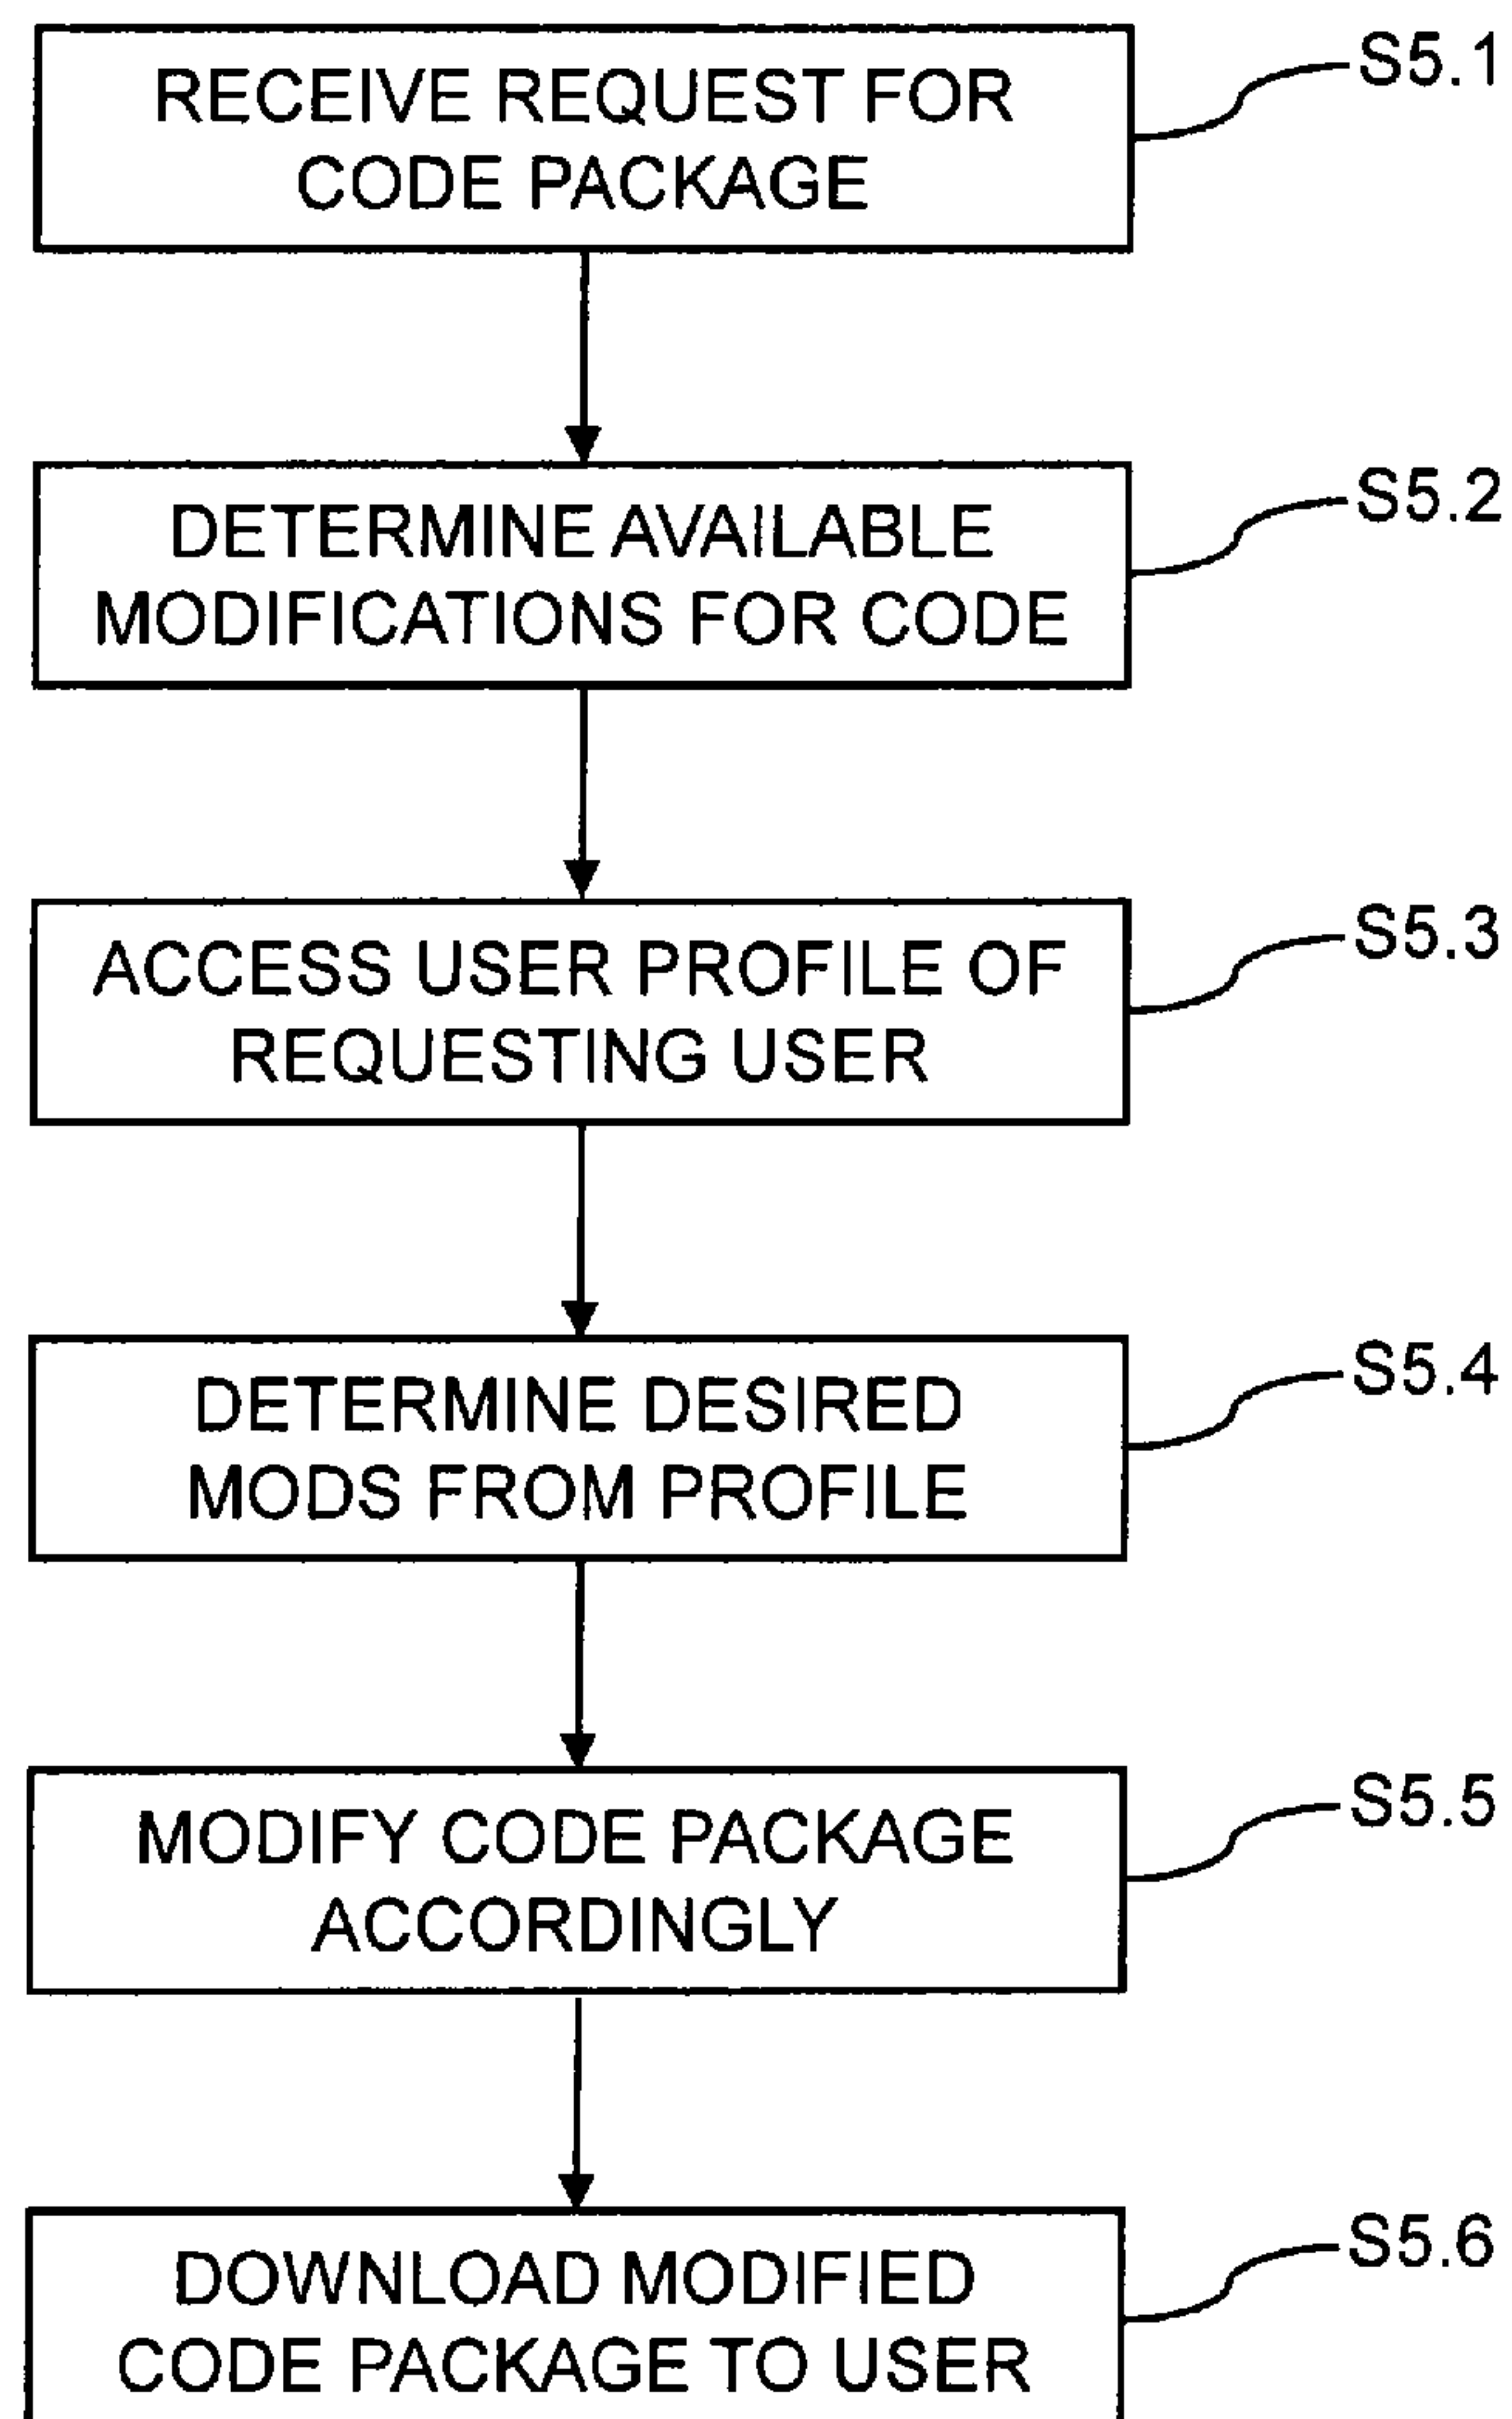 RECEIVE REQUEST FOR
CODE PACKAGE
S5.1
DETERMINE AVAILABLE
MODIFICATIONS FOR CODE
S5.2
ACCESS USER PROFILE OF
REQUESTING USER
S5.3
DETERMINE DESIRED
MODS FROM PROFILE
S5.4
MODIFY CODE PACKAGE
ACCORDINGLY
S5.5
DOWNLOAD MODIFIED
CODE PACKAGE TO USER
S5.6